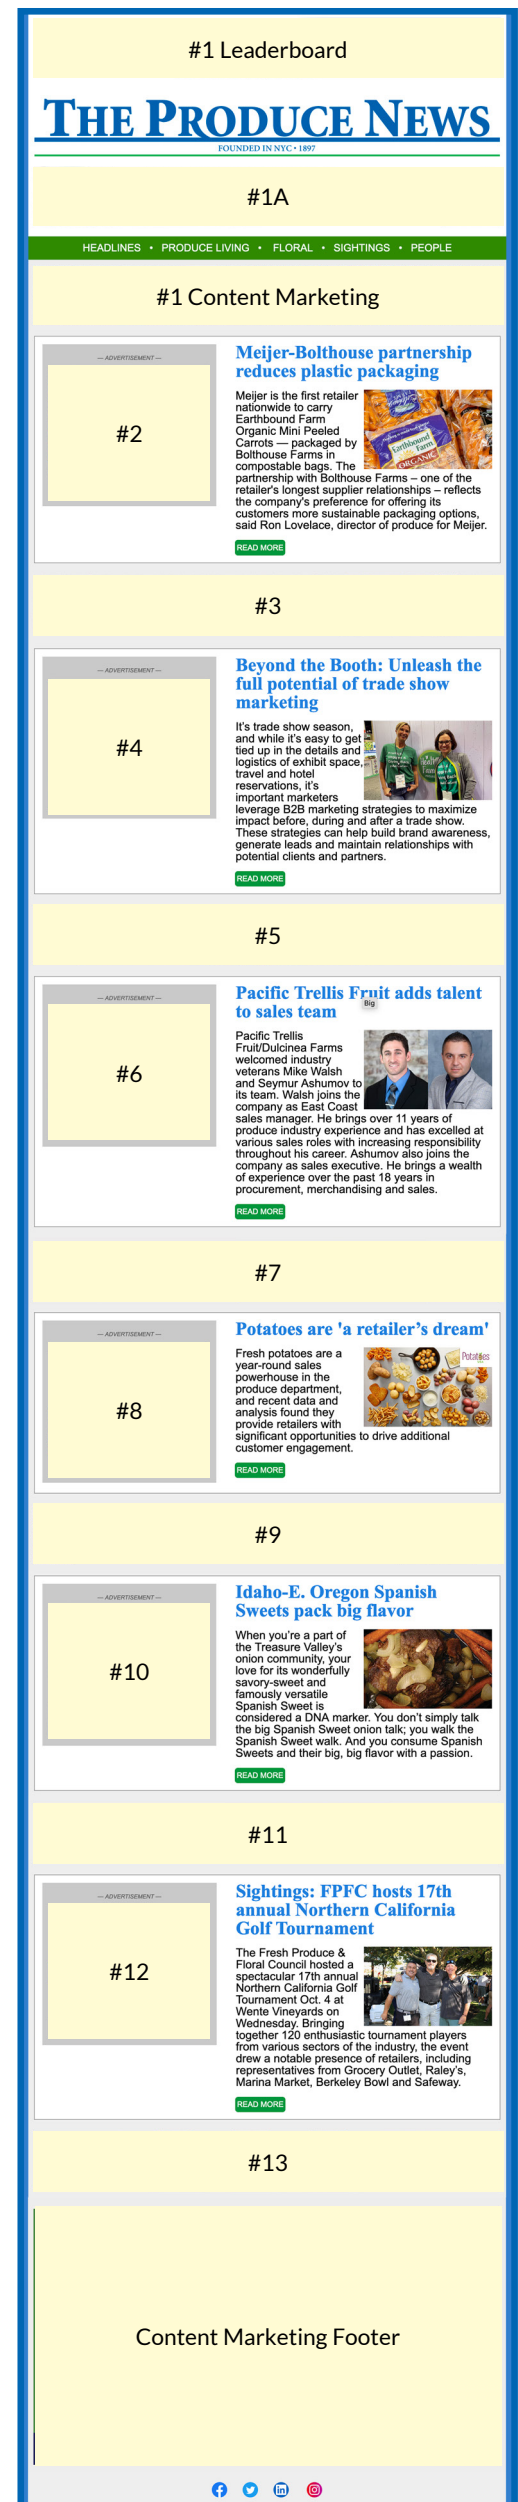 #1 Leaderboard
THE PRODUCE NEWS
FOUNDED IN NYC • 1897
#1A
HEADLINES • PRODUCE LIVING • FLORAL • SIGHTINGS • PEOPLE
#1 Content Marketing
— ADVERTISEMENT —
#2
Meijer-Bolthouse partnership
reduces plastic packaging
Meijer is the first retailer
nationwide to carry
Earthbound Farm
Organic Mini Peeled
Carrots — packaged by
Bolthouse Farms in
compostable bags. The
partnership with Bolthouse Farms – one of the
retailer's longest supplier relationships – reflects
the company's preference for offering its
customers more sustainable packaging options,
said Ron Lovelace, director of produce for Meijer.
Earthbound
Farm
ORGANIC
READ MORE
#3
— ADVERTISEMENT —
#4
Beyond the Booth: Unleash the
full potential of trade show
marketing
It's trade show season,
and while it's easy to get
tied up in the details and
logistics of exhibit space,
travel and hotel
reservations, it's
important marketers
leverage B2B marketing strategies to maximize
impact before, during and after a trade show.
These strategies can help build brand awareness,
generate leads and maintain relationships with
potential clients and partners.
READ MORE
#5
— ADVERTISEMENT —
#6
Pacific Trellis Fruit adds talent
to sales team
Big
Pacific Trellis
Fruit/Dulcinea Farms
welcomed industry
veterans Mike Walsh
and Seymur Ashumov to
its team. Walsh joins the
company as East Coast
sales manager. He brings over 11 years of
produce industry experience and has excelled at
various sales roles with increasing responsibility
throughout his career. Ashumov also joins the
company as sales executive. He brings a wealth
of experience over the past 18 years in
procurement, merchandising and sales.
READ MORE
#7
— ADVERTISEMENT —
#8
Potatoes are 'a retailer’s dream'
Fresh potatoes are a
year-round sales
powerhouse in the
produce department,
and recent data and
analysis found they
provide retailers with
significant opportunities to drive additional
customer engagement.
Potatoes
READ MORE
#9
— ADVERTISEMENT —
#10
Idaho-E. Oregon Spanish
Sweets pack big flavor
When you're a part of
the Treasure Valley's
onion community, your
love for its wonderfully
savory-sweet and
famously versatile
Spanish Sweet is
considered a DNA marker. You don't simply talk
the big Spanish Sweet onion talk; you walk the
Spanish Sweet walk. And you consume Spanish
Sweets and their big, big flavor with a passion.
READ MORE
#11
— ADVERTISEMENT —
#12
Sightings: FPFC hosts 17th
annual Northern California
Golf Tournament
The Fresh Produce &
Floral Council hosted a
spectacular 17th annual
Northern California Golf
Tournament Oct. 4 at
Wente Vineyards on
Wednesday. Bringing
together 120 enthusiastic tournament players
from various sectors of the industry, the event
drew a notable presence of retailers, including
representatives from Grocery Outlet, Raley's,
Marina Market, Berkeley Bowl and Safeway.
READ MORE
#13
Content Marketing Footer